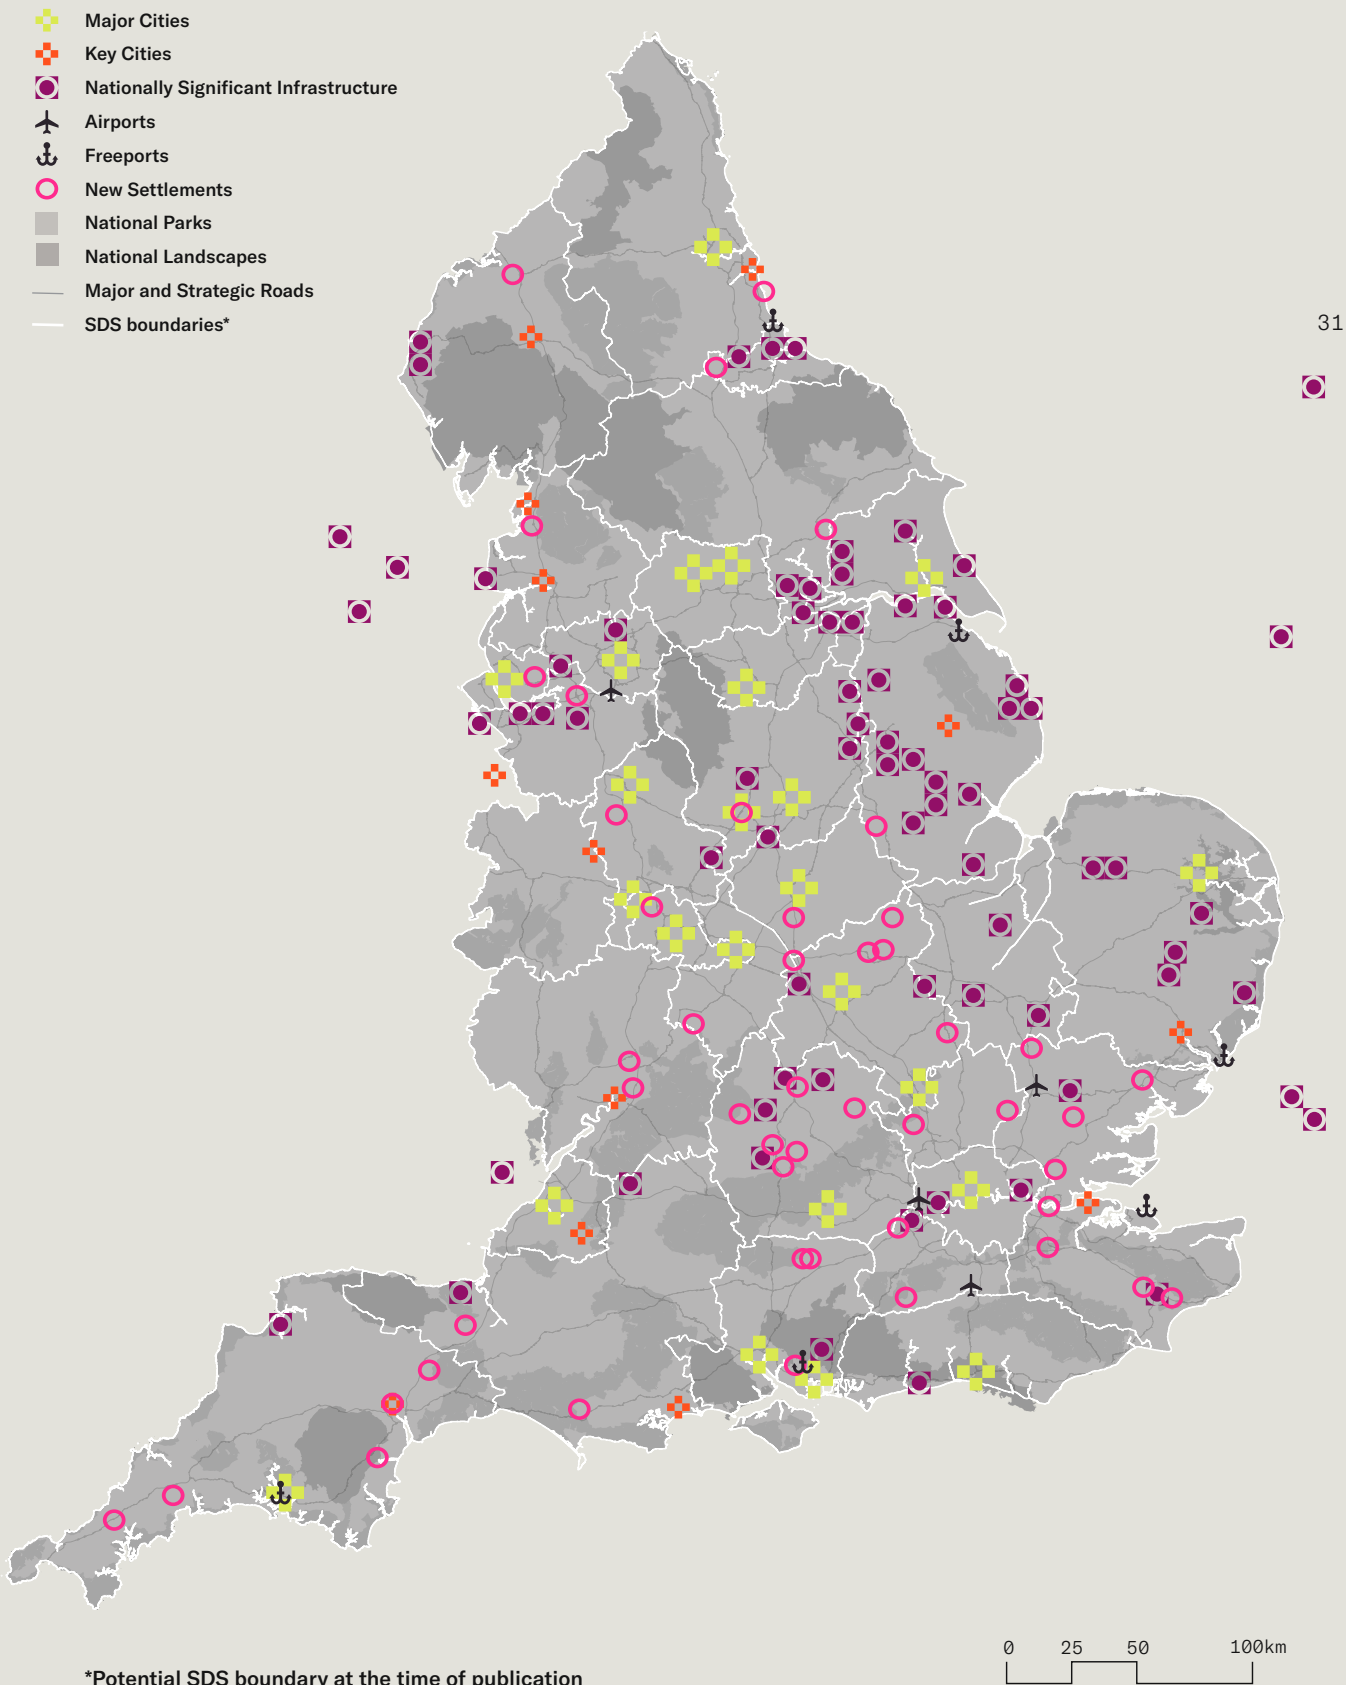 Major Cities
Key Cities
Nationally Significant Infrastructure
Airports
Freeports
New Settlements
National Parks
National Landscapes
Major and Strategic Roads
SDS boundaries*
31
0 25 50 100km
*Potential SDS boundary at the time of publication